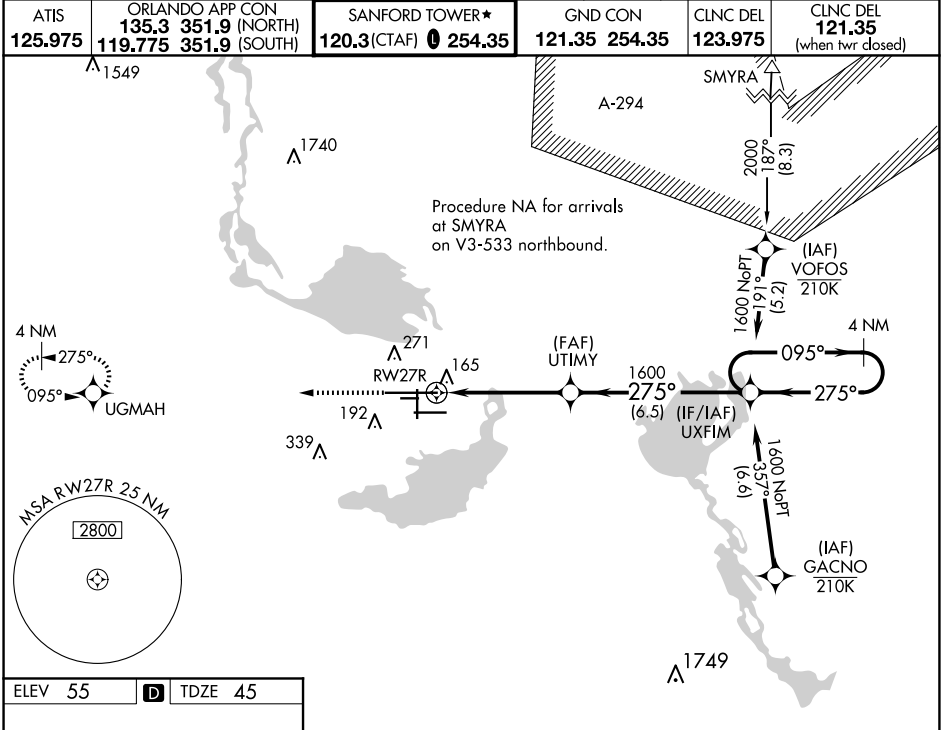 ATIS
125.975
ORLANDO APP CON
135.3 351.9 (NORTH)
119.775 351.9 (SOUTH)
SANFORD TOWER★
120.3 (CTAF) L 254.35
GND CON
121.35 254.35
CLNC DEL
123.975
CLNC DEL
121.35
(when twr closed)
1549
1740
A-294
SMYRA
2000
187°
(8.3)
Procedure NA for arrivals
at SMYRA
on V3-533 northbound.
(IAF)
VOFOS
210K
1600 NoPT
191°
(5.2)
4 NM
275°
095°
UGMAH
271
RW27R
165
192
339
(FAF)
UTIMY
1600
275°
(6.5)
(IF/IAF)
UXFIM
4 NM
095°
275°
1600 NoPT
357°
(6.6)
(IAF)
GACNO
210K
MSA RW27R 25 NM
2800
1749
ELEV 55
D
TDZE 45